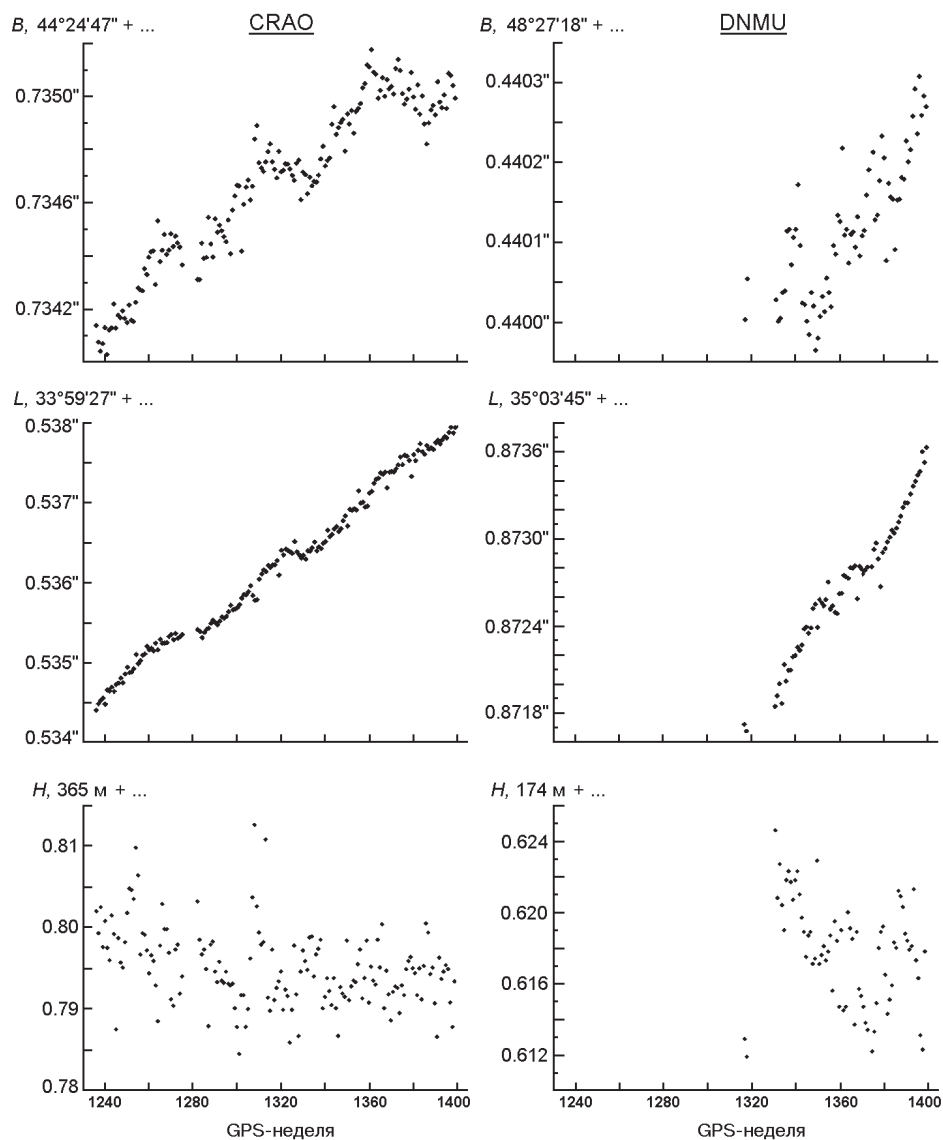 CRAO
DNMU
B, 44°24'47" + ...
B, 48°27'18" + ...
0.7350"
0.7346"
0.7342"
0.4403"
0.4402"
0.4401"
0.4400"
L, 33°59'27" + ...
L, 35°03'45" + ...
0.538"
0.537"
0.536"
0.535"
0.534"
0.8736"
0.8730"
0.8724"
0.8718"
H, 365 м + ...
H, 174 м + ...
0.81
0.80
0.79
0.78
0.624
0.620
0.616
0.612
1240 1280 1320 1360 1400
1240 1280 1320 1360 1400
GPS-неделя
GPS-неделя